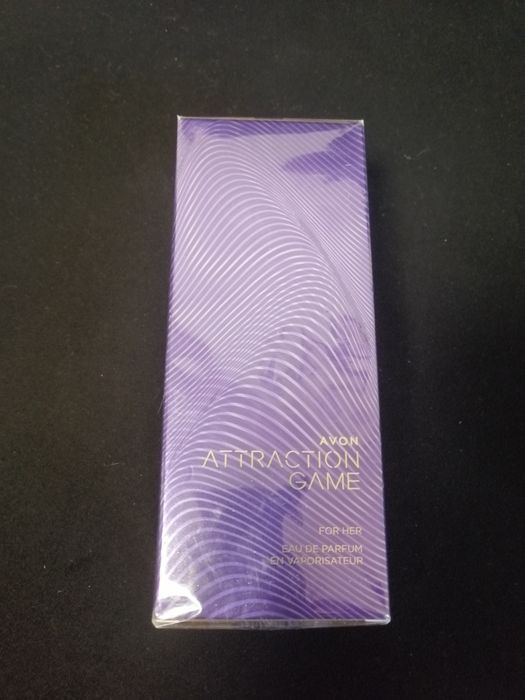 AVON
ATTRACTION
GAME
FOR HER
EAU DE PARFUM
EN VAPORISATEUR